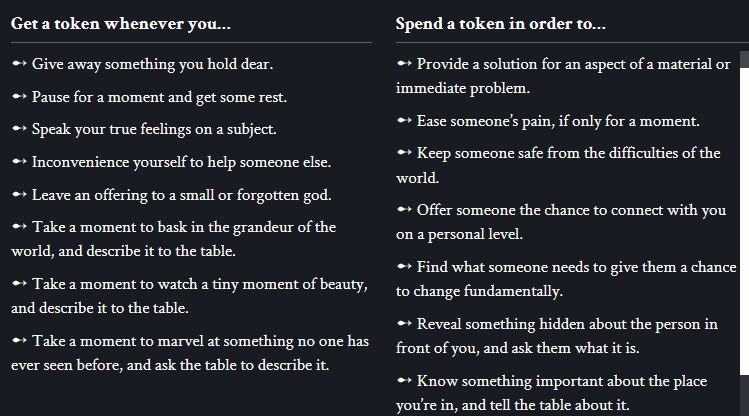 Get a token whenever you...
➻ Give away something you hold dear.
➻ Pause for a moment and get some rest.
➻ Speak your true feelings on a subject.
➻ Inconvenience yourself to help someone else.
➻ Leave an offering to a small or forgotten god.
➻ Take a moment to bask in the grandeur of the
world, and describe it to the table.
➻ Take a moment to watch a tiny moment of beauty,
and describe it to the table.
➻ Take a moment to marvel at something no one has
ever seen before, and ask the table to describe it.
Spend a token in order to...
➻ Provide a solution for an aspect of a material or
immediate problem.
➻ Ease someone’s pain, if only for a moment.
➻ Keep someone safe from the difficulties of the
world.
➻ Offer someone the chance to connect with you
on a personal level.
➻ Find what someone needs to give them a chance
to change fundamentally.
➻ Reveal something hidden about the person in
front of you, and ask them what it is.
➻ Know something important about the place
you’re in, and tell the table about it.